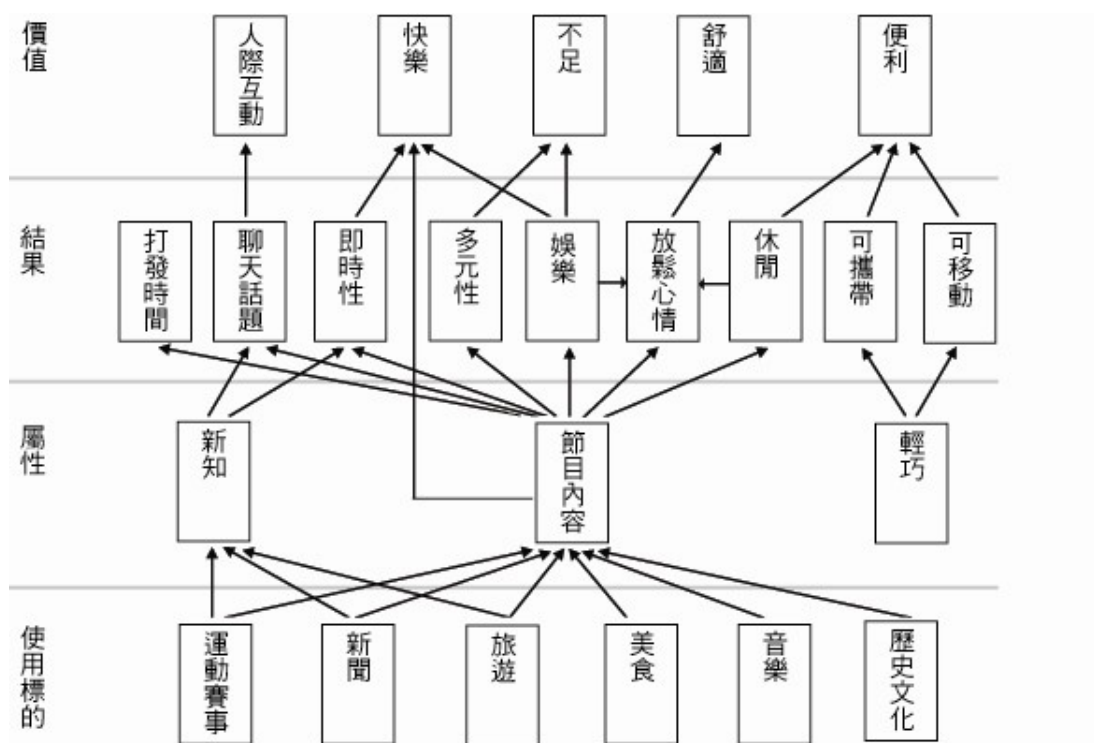 價值
人際互動
快樂
不足
舒適
便利
結果
打發時間
聊天話題
即時性
多元性
娛樂
放鬆心情
休閒
可攜帶
可移動
屬性
新知
節目內容
輕巧
使用標的
運動賽事
新聞
旅遊
美食
音樂
歷史文化